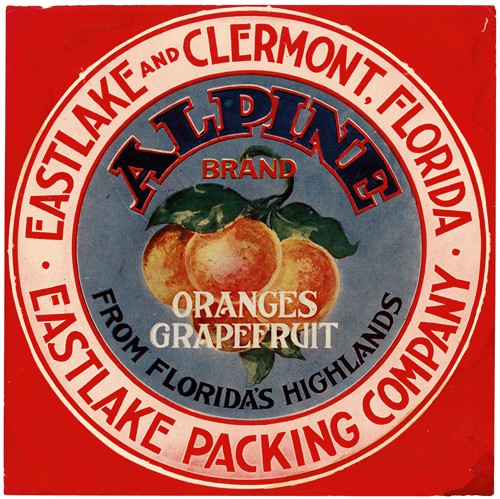 EASTLAKE AND CLERMONT, FLORIDA
ALPINE
BRAND
ORANGES
GRAPEFRUIT
FROM FLORIDA'S HIGHLANDS
· EASTLAKE PACKING COMPANY ·